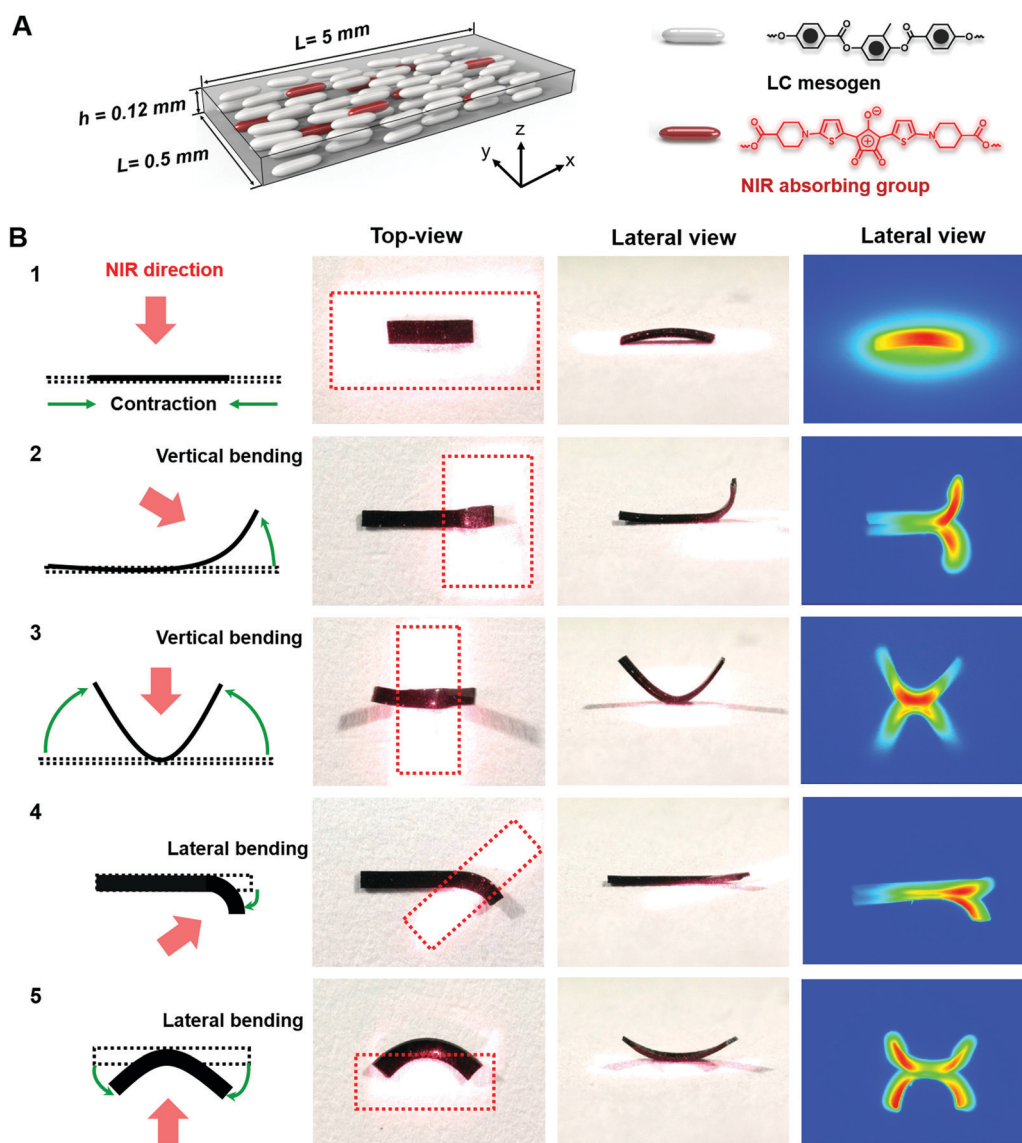 A
L= 5 mm
h = 0.12 mm
L= 0.5 mm
z
y
x
O
O
O
O
O
O
LC mesogen
O
O
N
S
O
⊖
+
O
O
S
N
O
O
NIR absorbing group
B
Top-view
Lateral view
Lateral view
1
NIR direction
Contraction
2
Vertical bending
3
Vertical bending
4
Lateral bending
5
Lateral bending